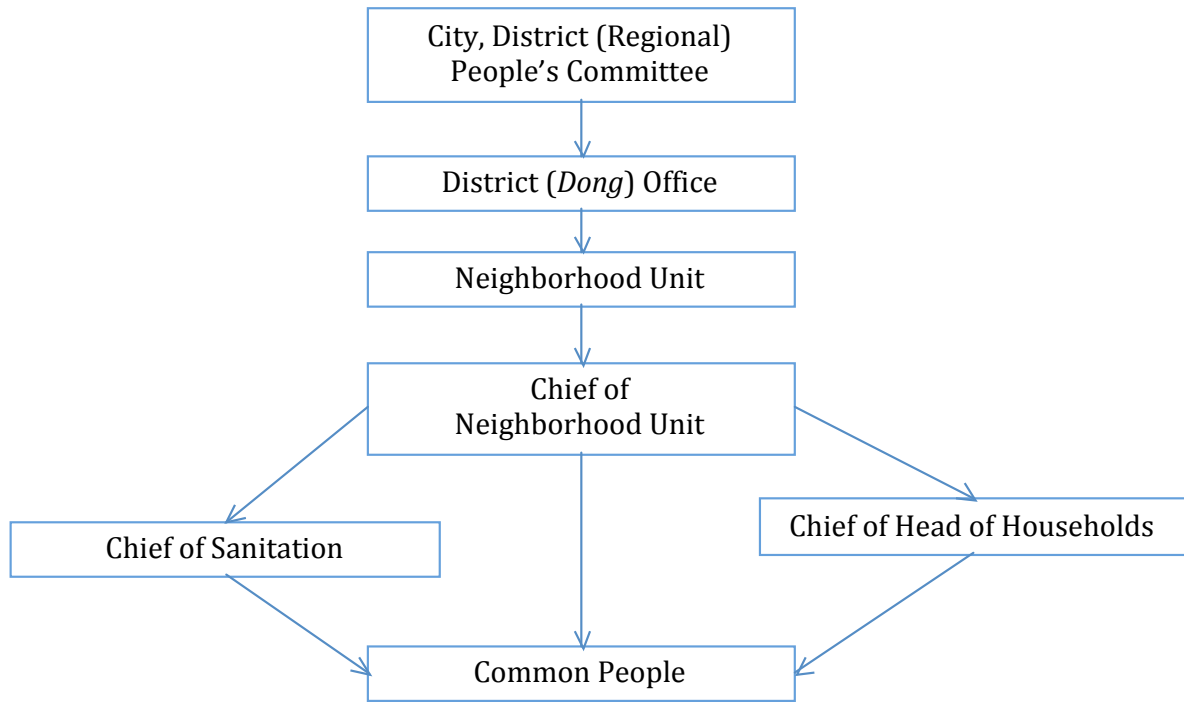 City, District (Regional)
People’s Committee
District (Dong) Office
Neighborhood Unit
Chief of
Neighborhood Unit
Chief of Sanitation
Chief of Head of Households
Common People